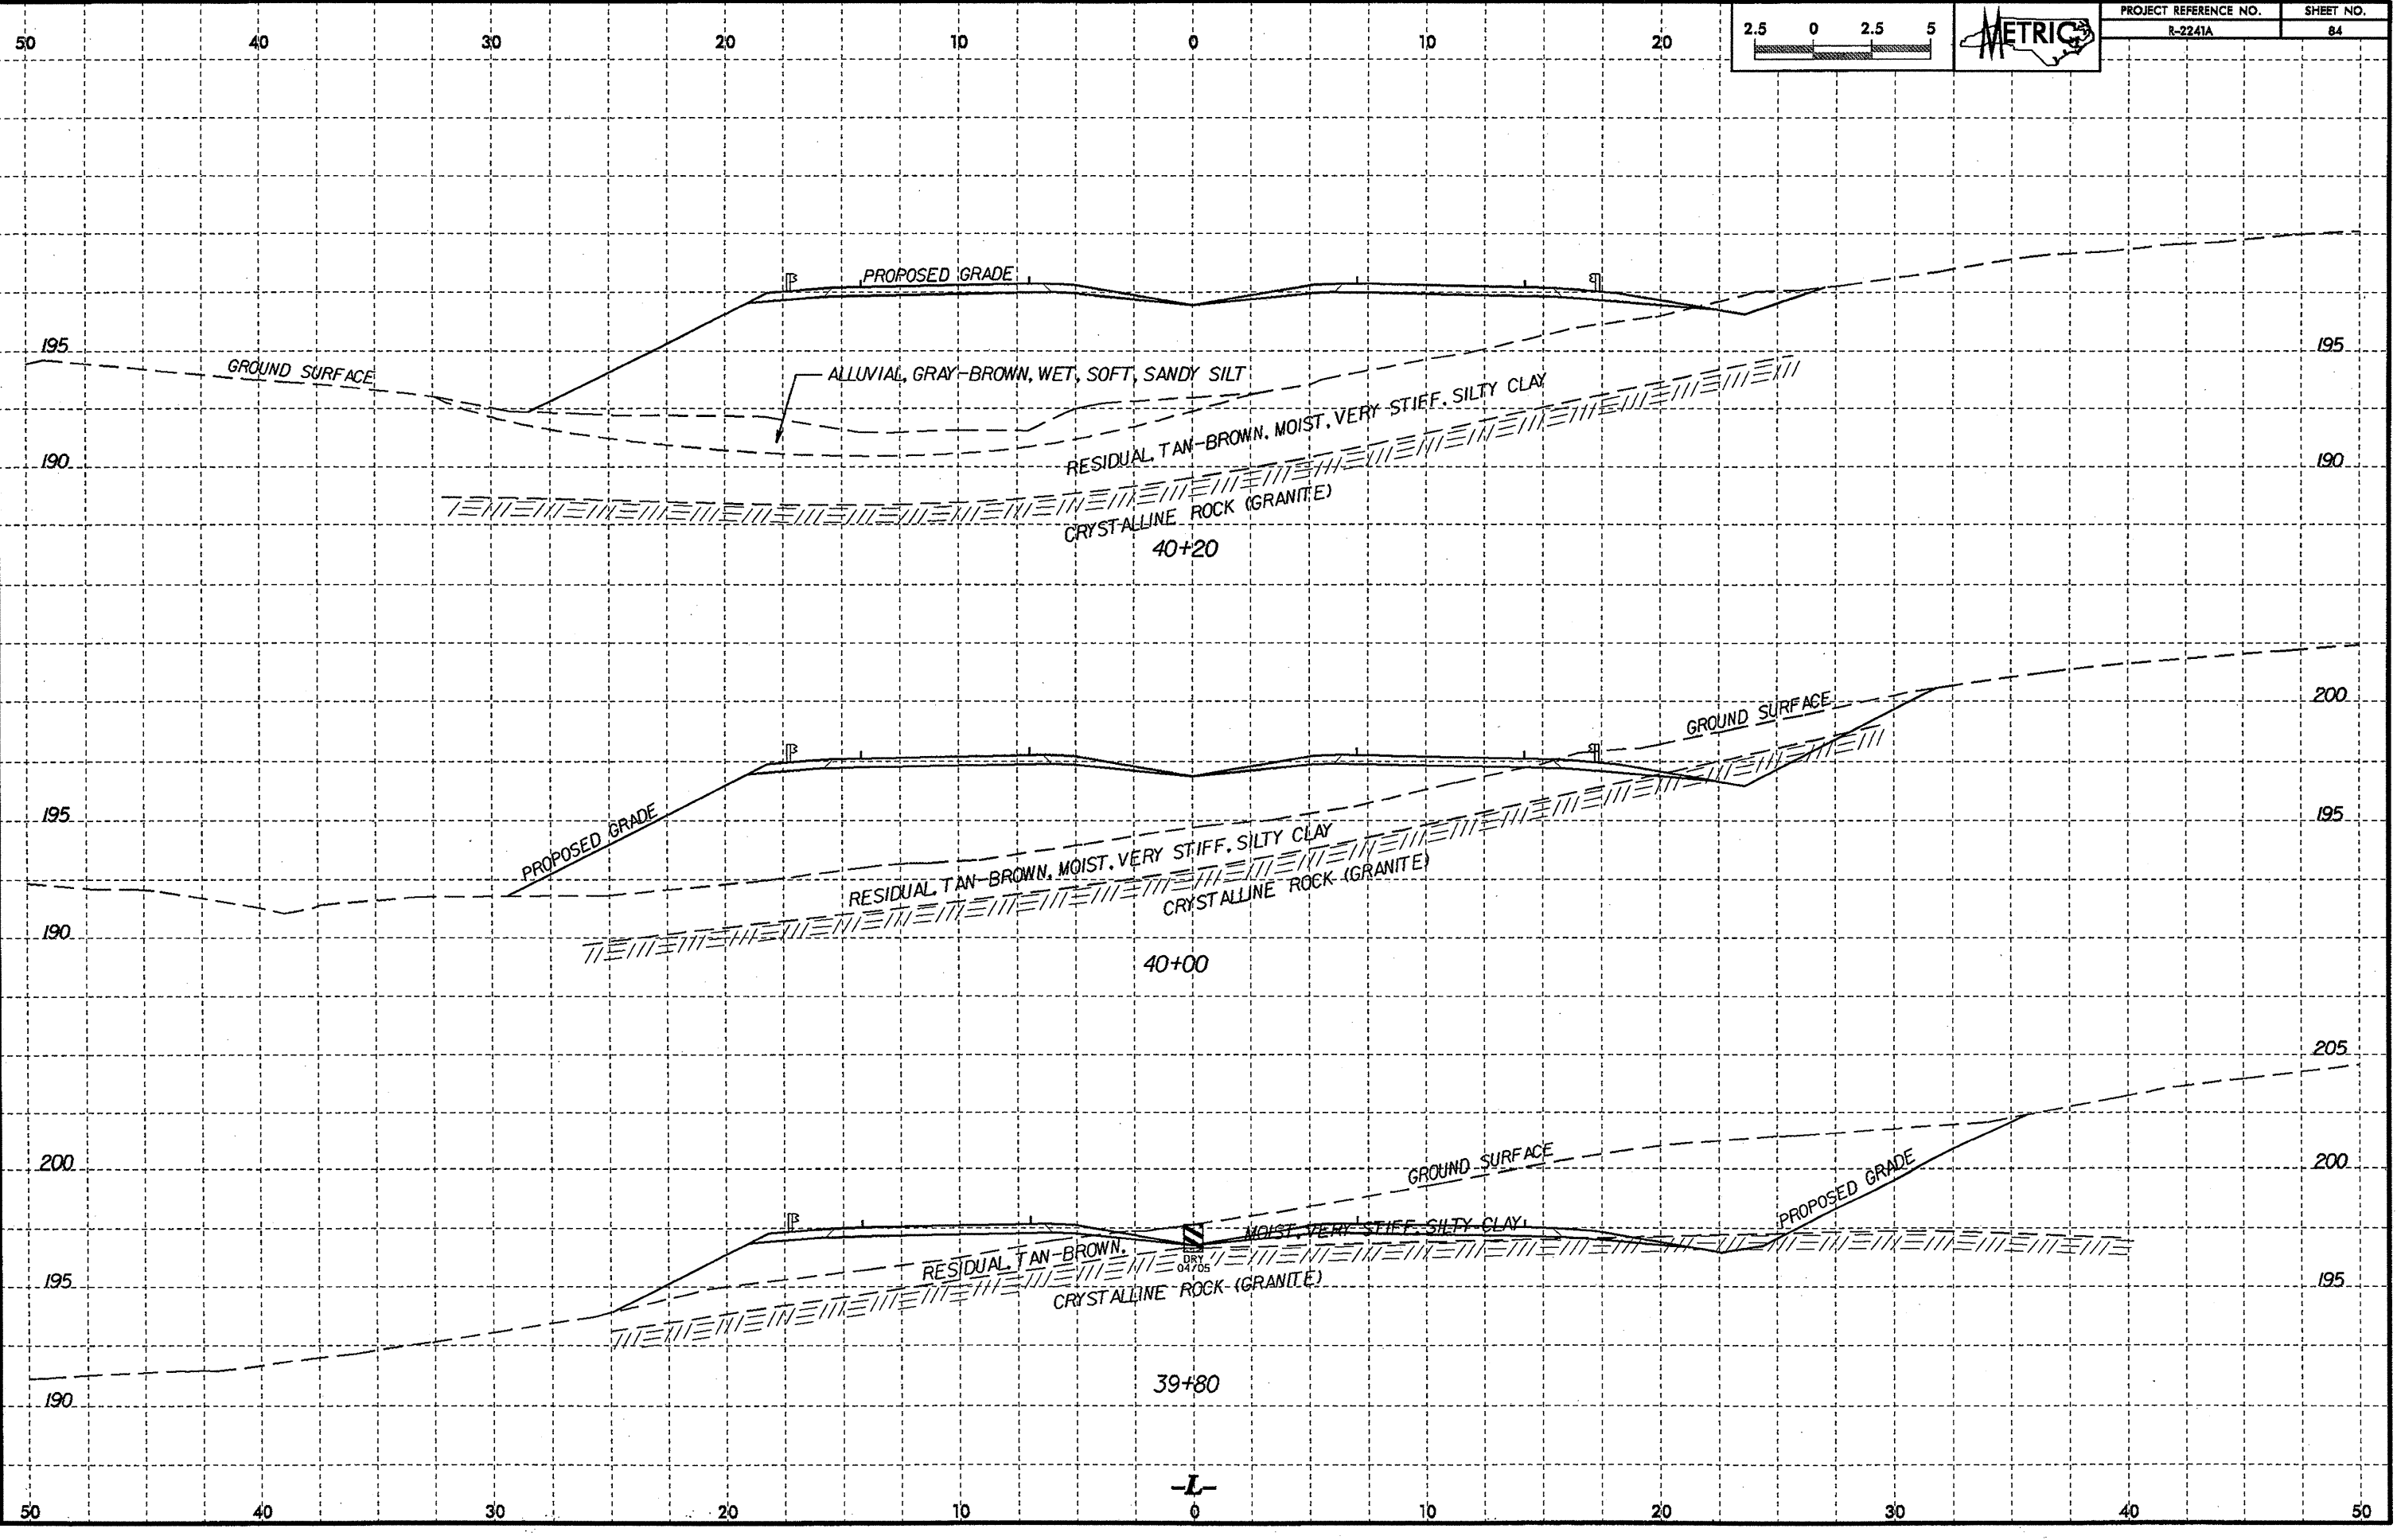 PROJECT REFERENCE NO. SHEET NO.
R-2241A 84
METRIC
2.5 0 2.5 5
50 40 30 20 10 0 10 20
PROPOSED GRADE
195 195
GROUND SURFACE
ALLUVIAL, GRAY-BROWN, WET, SOFT, SANDY SILT
RESIDUAL, TAN-BROWN, MOIST, VERY STIFF, SILTY CLAY
190 190
CRYSTALLINE ROCK (GRANITE)
40+20
200
GROUND SURFACE
195 195
PROPOSED GRADE
RESIDUAL, TAN-BROWN, MOIST, VERY STIFF, SILTY CLAY
CRYSTALLINE ROCK (GRANITE)
190
40+00
205
200 200
GROUND SURFACE
PROPOSED GRADE
RESIDUAL, TAN-BROWN, MOIST, VERY STIFF, SILTY CLAY
DRY
04/05
195 195
CRYSTALLINE ROCK (GRANITE)
39+80
190
-L-
50 40 30 20 10 0 10 20 30 40 50